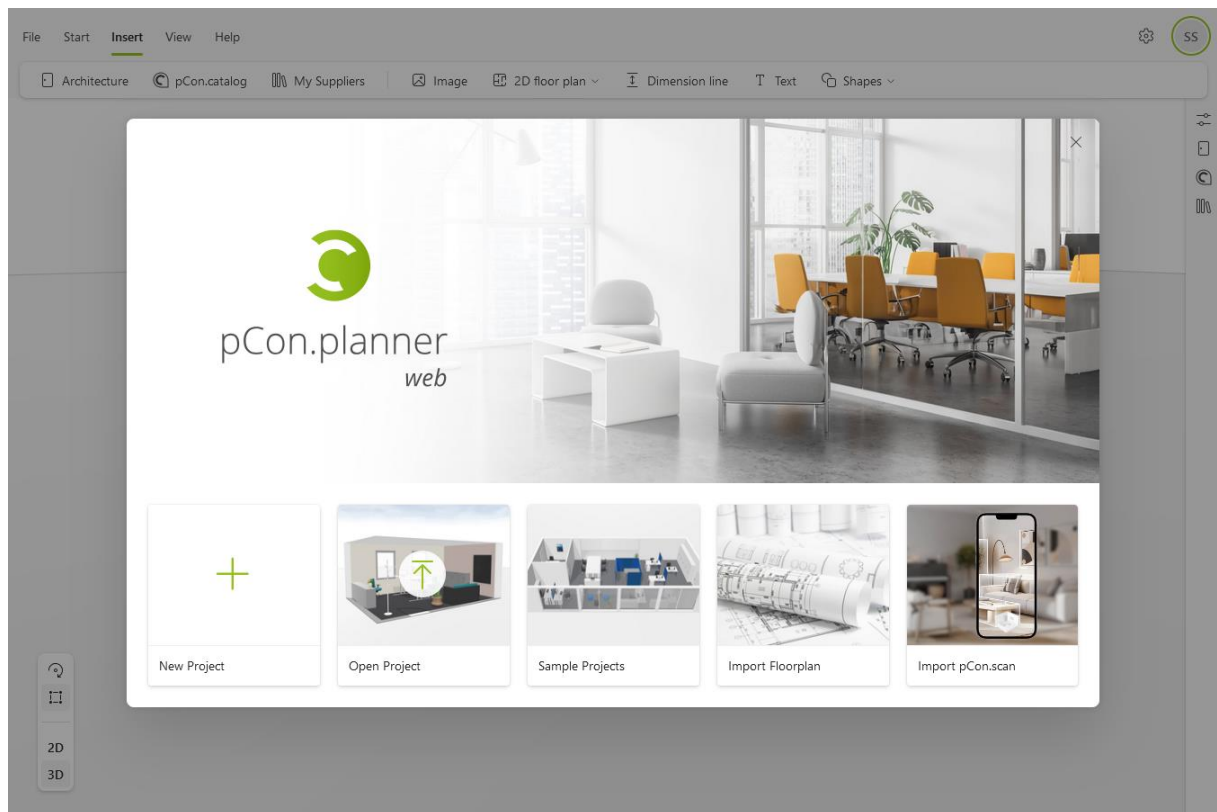 File Start Insert View Help
SS
Architecture pCon.catalog My Suppliers Image 2D floor plan Dimension line Text Shapes
pCon.planner
web
New Project Open Project Sample Projects Import Floorplan Import pCon.scan
2D
3D